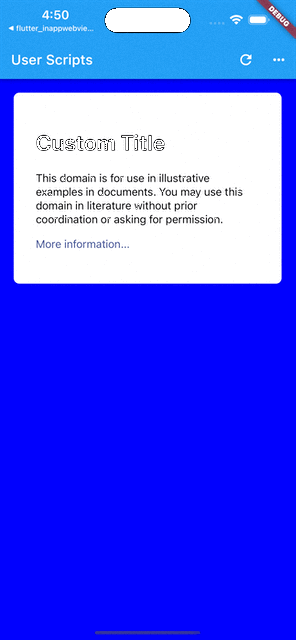 4:50
DEBUG
◀ flutter_inappwebvie...
User Scripts
Custom Title
This domain is for use in illustrative
examples in documents. You may use this
domain in literature without prior
coordination or asking for permission.
More information...